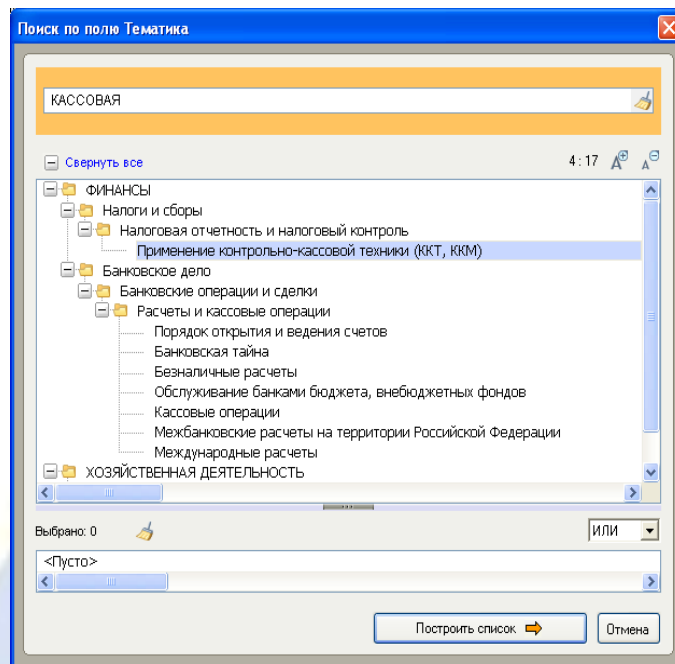 Поиск по полю Тематика
КАССОВАЯ
Свернуть все
4 : 17
ФИНАНСЫ
Налоги и сборы
Налоговая отчетность и налоговый контроль
Применение контрольно-кассовой техники (ККТ, ККМ)
Банковское дело
Банковские операции и сделки
Расчеты и кассовые операции
Порядок открытия и ведения счетов
Банковская тайна
Безналичные расчеты
Обслуживание банками бюджета, внебюджетных фондов
Кассовые операции
Межбанковские расчеты на территории Российской Федерации
Международные расчеты
ХОЗЯЙСТВЕННАЯ ДЕЯТЕЛЬНОСТЬ
Выбрано: 0
ИЛИ
<Пусто>
Построить список
Отмена